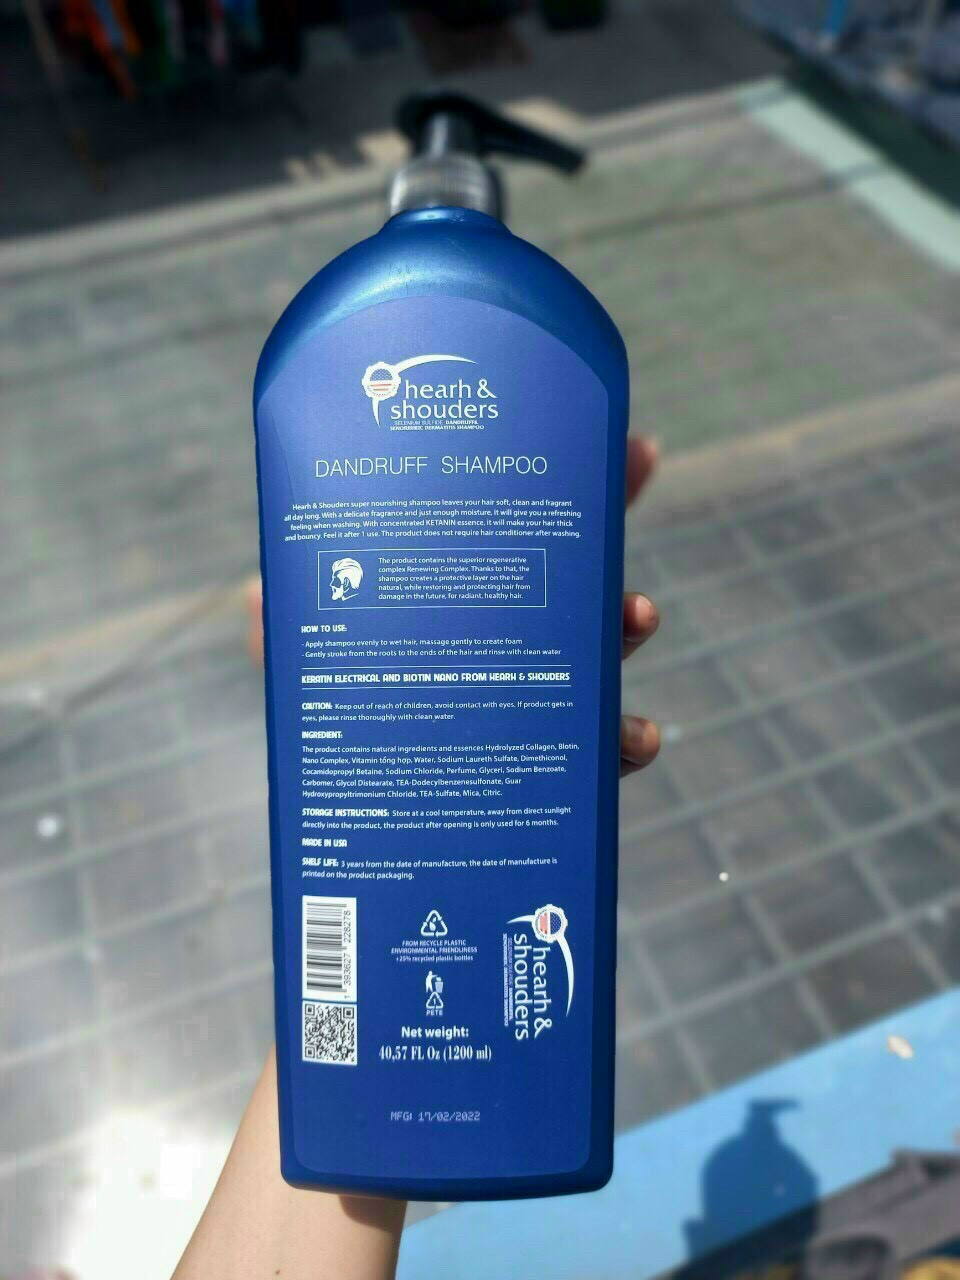 hearh &
shouders
SELENIUM SULFIDE DANDRUFF&
DANDRUFF SHAMPOO
Hearh & Shouders super nourishing shampoo leaves your hair soft, clean and fragrant
all day long. With a delicate fragrance and just enough moisture, it will give you a refreshing
feeling when washing. With concentrated KETANIN essence, it will make your hair thick
and bouncy. Feel it after 1 use. The product does not require hair conditioner after washing.
The product contains the superior regenerative
complex Renewing Complex. Thanks to that, the
shampoo creates a protective layer on the hair
natural, while restoring and protecting hair from
damage in the future, for radiant, healthy hair.
HOW TO USE:
- Apply shampoo evenly to wet hair, massage gently to create foam
- Gently stroke from the roots to the ends of the hair and rinse with clean water
KERATIN ELECTRICAL AND BIOTIN NANO FROM HEARH & SHOUDERS
CAUTION: Keep out of reach of children, avoid contact with eyes. If product gets in
eyes, please rinse thoroughly with clean water.
INGREDIENT:
The product contains natural ingredients and essences Hydrolyzed Collagen, Biotin,
Nano Complex, Vitamin tổng hợp, Water, Sodium Laureth Sulfate, Dimethiconol,
Cocamidopropyl Betaine, Sodium Chloride, Perfume, Glyceri, Sodium Benzoate,
Carbomer, Glycol Distearate, TEA-Dodecylbenzenesulfonate, Guar
Hydroxypropyltrimonium Chloride, TEA-Sulfate, Mica, Citric.
STORAGE INSTRUCTIONS: Store at a cool temperature, away from direct sunlight
directly into the product, the product after opening is only used for 6 months.
MADE IN USA
SHELF LIFE: 3 years from the date of manufacture, the date of manufacture is
printed on the product packaging.
1 393627 228278
FROM RECYCLE PLASTIC
ENVIRONMENTAL FRIENDLINESS
+25% recycled plastic bottles
PETE
hearh &
shouders
Net weight:
40,57 FL Oz (1200 ml)
MFG: 17/02/2022